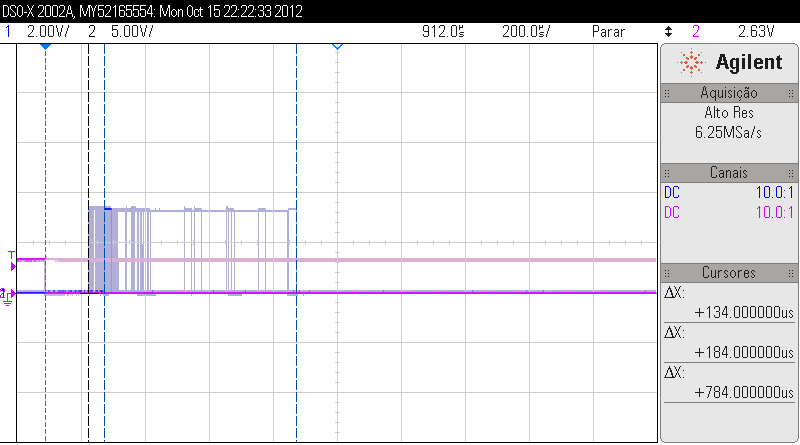 DSO-X 2002A, MY52165554: Mon Oct 15 22:22:33 2012
1 2.00V/ 2 5.00V/ 912.0s 200.0s/ Parar 2 2.63V
Agilent
Aquisição
Alto Res
6.25MSa/s
Canais
DC 10.0:1
DC 10.0:1
Cursores
ΔX:
+134.000000us
ΔX:
+184.000000us
ΔX:
+784.000000us
T